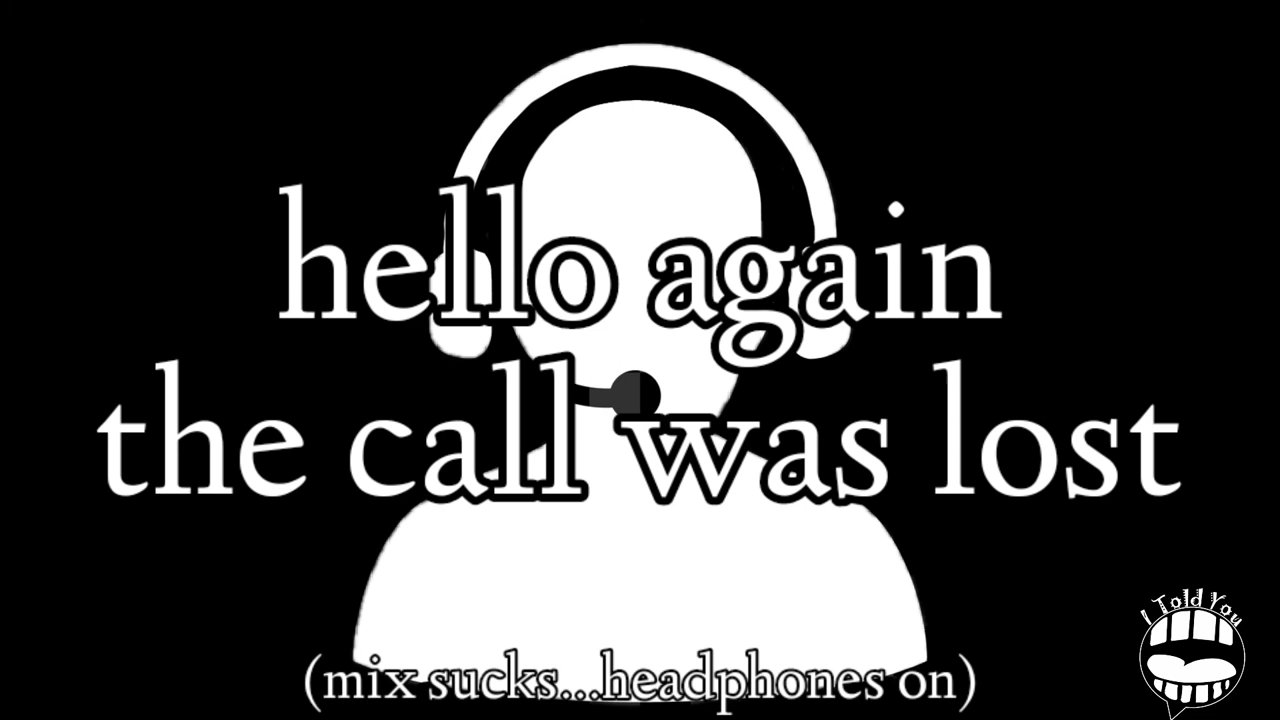 hello again
the call was lost
(mix sucks...headphones on)
I Told You